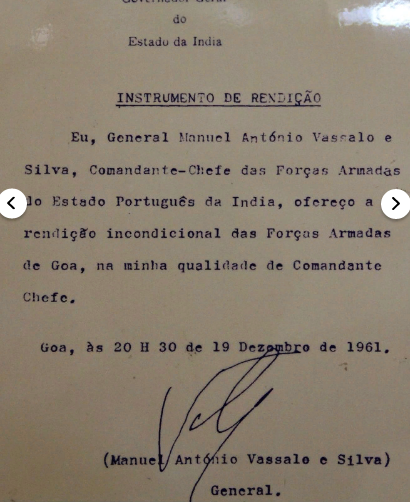 Governador Geral
do
Estado da India
INSTRUMENTO DE RENDIÇÃO
Eu, General Manuel António Vassalo e
Silva, Comandante-Chefe das Forças Armadas
do Estado Português da India, ofereço a
rendição incondicional das Forças Armadas
de Goa, na minha qualidade de Comandante
Chefe.
Goa, às 20 H 30 de 19 Dezembro de 1961.
(Manuel António Vassalo e Silva)
General.